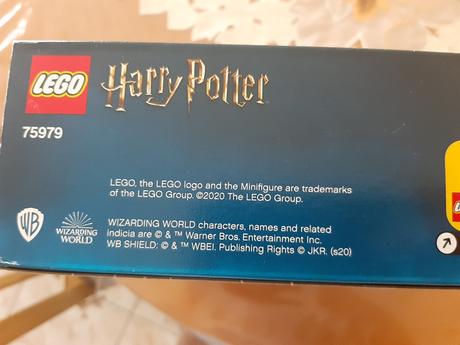 LEGO Harry Potter
75979
LEGO, the LEGO logo and the Minifigure are trademarks
of the LEGO Group. ©2020 The LEGO Group.
WB WIZARDING WORLD
WIZARDING WORLD characters, names and related
indicia are © & ™ Warner Bros. Entertainment Inc.
WB SHIELD: © & ™ WBEI. Publishing Rights © JKR. (s20)